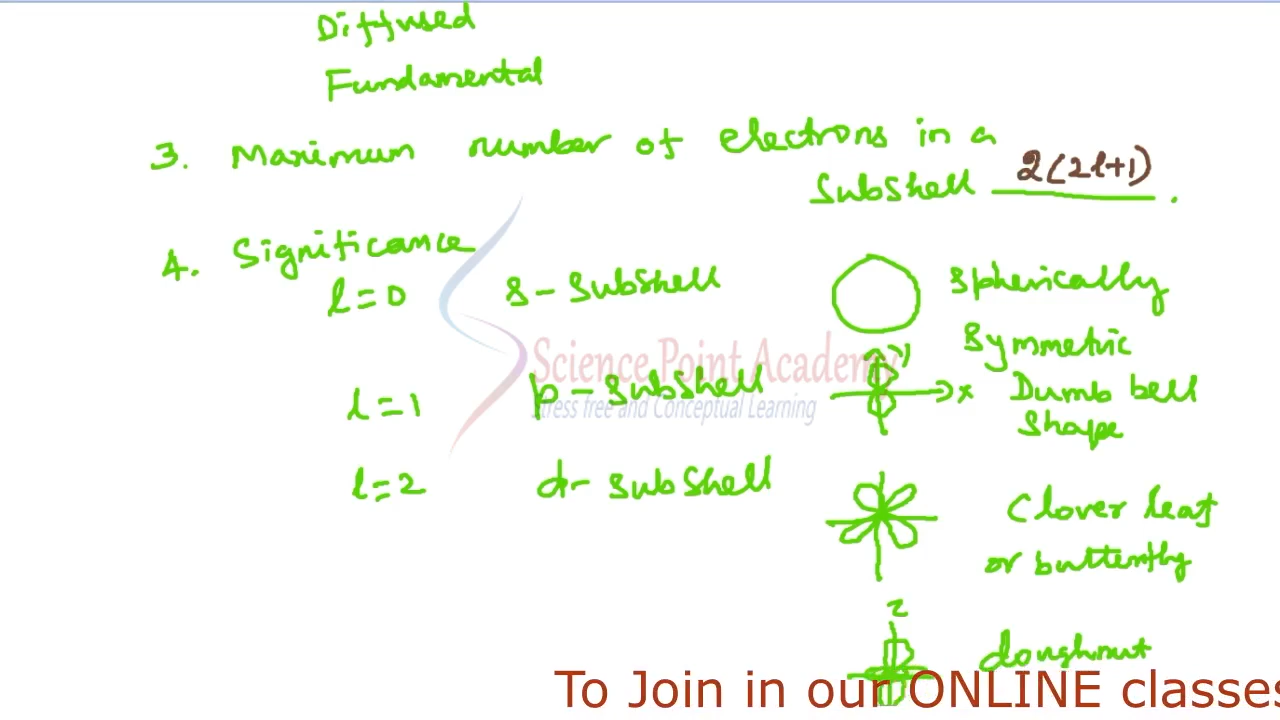 Diffused
Fundamental
3. Maximum number of electrons in a
Subshell 2(2l+1).
4. Significance
l=0 s-Subshell Spherically
Symmetric
Science Point Academy
y
l=1 p-Subshell x Dumb bell
Stress free and Conceptual Learning
Shape
l=2 d-Subshell Clover leaf
or butterfly
z
doughnut
To Join in our ONLINE classes